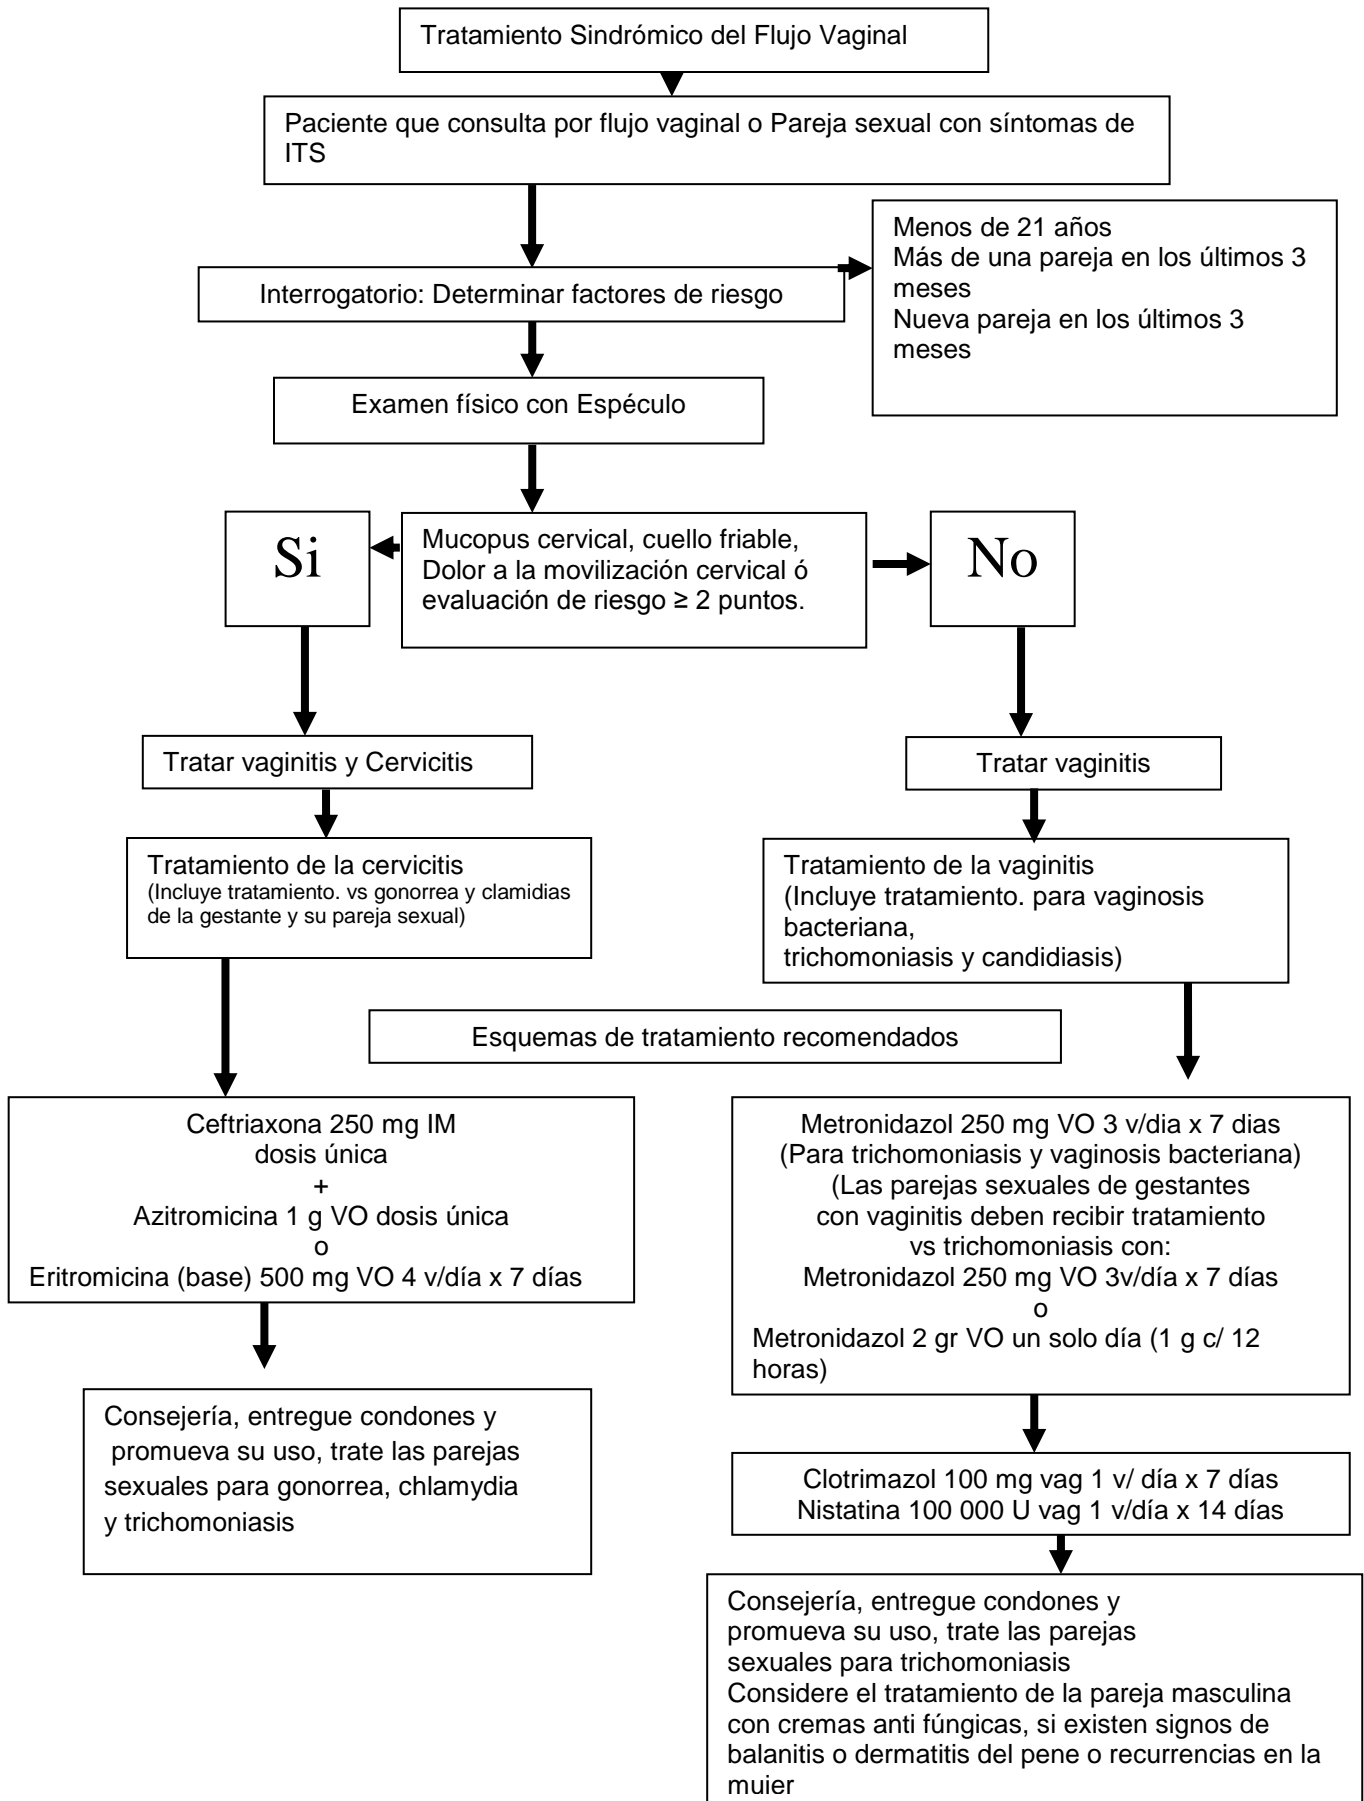 Tratamiento Sindrómico del Flujo Vaginal
Paciente que consulta por flujo vaginal o Pareja sexual con síntomas de
ITS
Menos de 21 años
Más de una pareja en los últimos 3
meses
Nueva pareja en los últimos 3
meses
Interrogatorio: Determinar factores de riesgo
Examen físico con Espéculo
Si
Mucopus cervical, cuello friable,
Dolor a la movilización cervical ó
evaluación de riesgo ≥ 2 puntos.
No
Tratar vaginitis y Cervicitis
Tratar vaginitis
Tratamiento de la cervicitis
(Incluye tratamiento. vs gonorrea y clamidias
de la gestante y su pareja sexual)
Tratamiento de la vaginitis
(Incluye tratamiento. para vaginosis
bacteriana,
trichomoniasis y candidiasis)
Esquemas de tratamiento recomendados
Ceftriaxona 250 mg IM
dosis única
+
Azitromicina 1 g VO dosis única
o
Eritromicina (base) 500 mg VO 4 v/día x 7 días
Metronidazol 250 mg VO 3 v/dia x 7 dias
(Para trichomoniasis y vaginosis bacteriana)
(Las parejas sexuales de gestantes
con vaginitis deben recibir tratamiento
vs trichomoniasis con:
Metronidazol 250 mg VO 3v/día x 7 días
o
Metronidazol 2 gr VO un solo día (1 g c/ 12
horas)
Consejería, entregue condones y
promueva su uso, trate las parejas
sexuales para gonorrea, chlamydia
y trichomoniasis
Clotrimazol 100 mg vag 1 v/ día x 7 días
Nistatina 100 000 U vag 1 v/día x 14 días
Consejería, entregue condones y
promueva su uso, trate las parejas
sexuales para trichomoniasis
Considere el tratamiento de la pareja masculina
con cremas anti fúngicas, si existen signos de
balanitis o dermatitis del pene o recurrencias en la
mujer